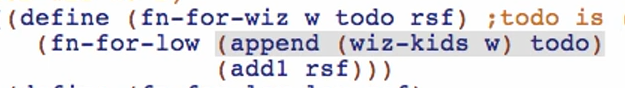 (define (fn-for-wiz w todo rsf) ;todo is
(fn-for-low (append (wiz-kids w) todo)
(add1 rsf)))